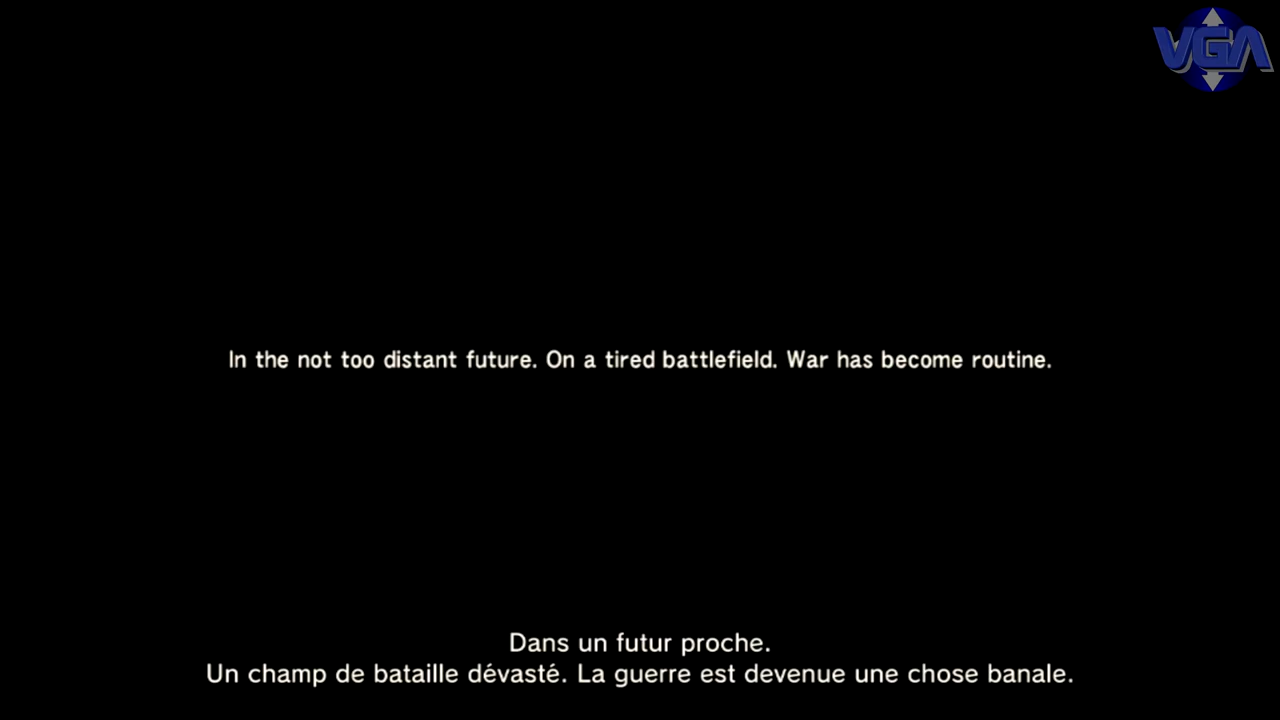 VGA
In the not too distant future. On a tired battlefield. War has become routine.
Dans un futur proche.
Un champ de bataille dévasté. La guerre est devenue une chose banale.